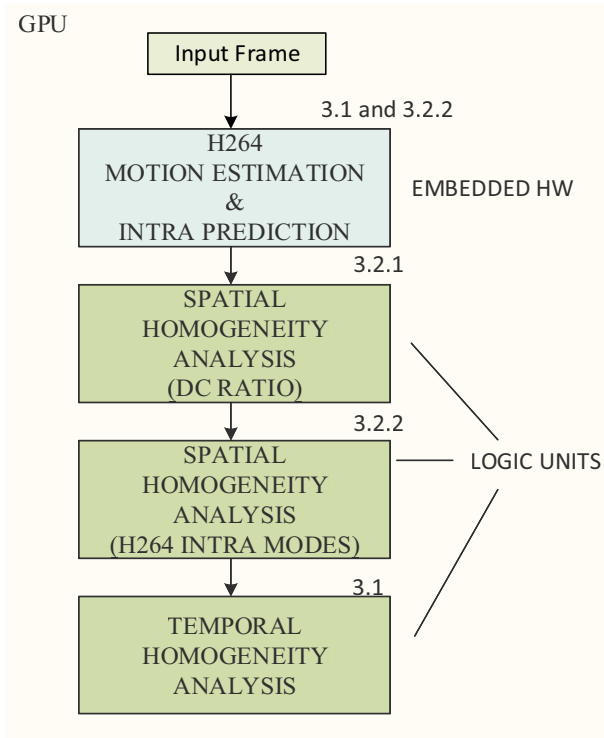 GPU
Input Frame
3.1 and 3.2.2
H264
MOTION ESTIMATION
&
INTRA PREDICTION
EMBEDDED HW
3.2.1
SPATIAL
HOMOGENEITY
ANALYSIS
(DC RATIO)
3.2.2
SPATIAL
HOMOGENEITY
ANALYSIS
(H264 INTRA MODES)
LOGIC UNITS
3.1
TEMPORAL
HOMOGENEITY
ANALYSIS